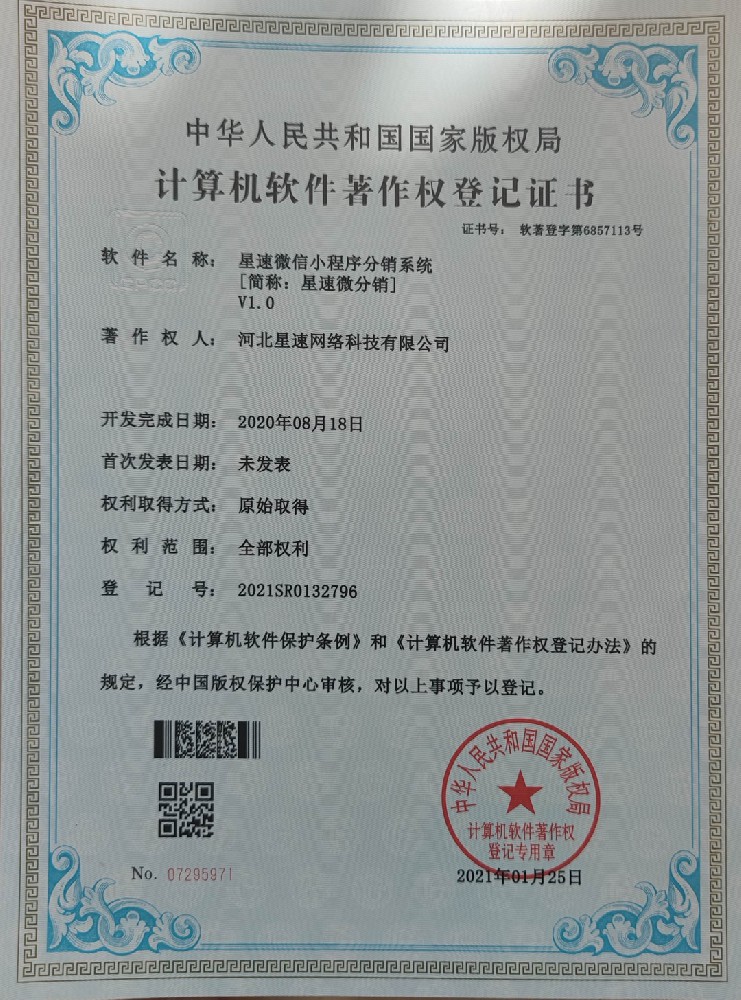 中华人民共和国国家版权局
计算机软件著作权登记证书
证书号： 软著登字第6857113号
软件名称： 星速微信小程序分销系统
[简称：星速微分销]
V1.0
著作权人： 河北星速网络科技有限公司
开发完成日期： 2020年08月18日
首次发表日期： 未发表
权利取得方式： 原始取得
权利范围： 全部权利
登记号： 2021SR0132796
根据《计算机软件保护条例》和《计算机软件著作权登记办法》的
规定，经中国版权保护中心审核，对以上事项予以登记。
中华人民共和国国家版权局
计算机软件著作权
登记专用章
No. 07295971
2021年01月25日